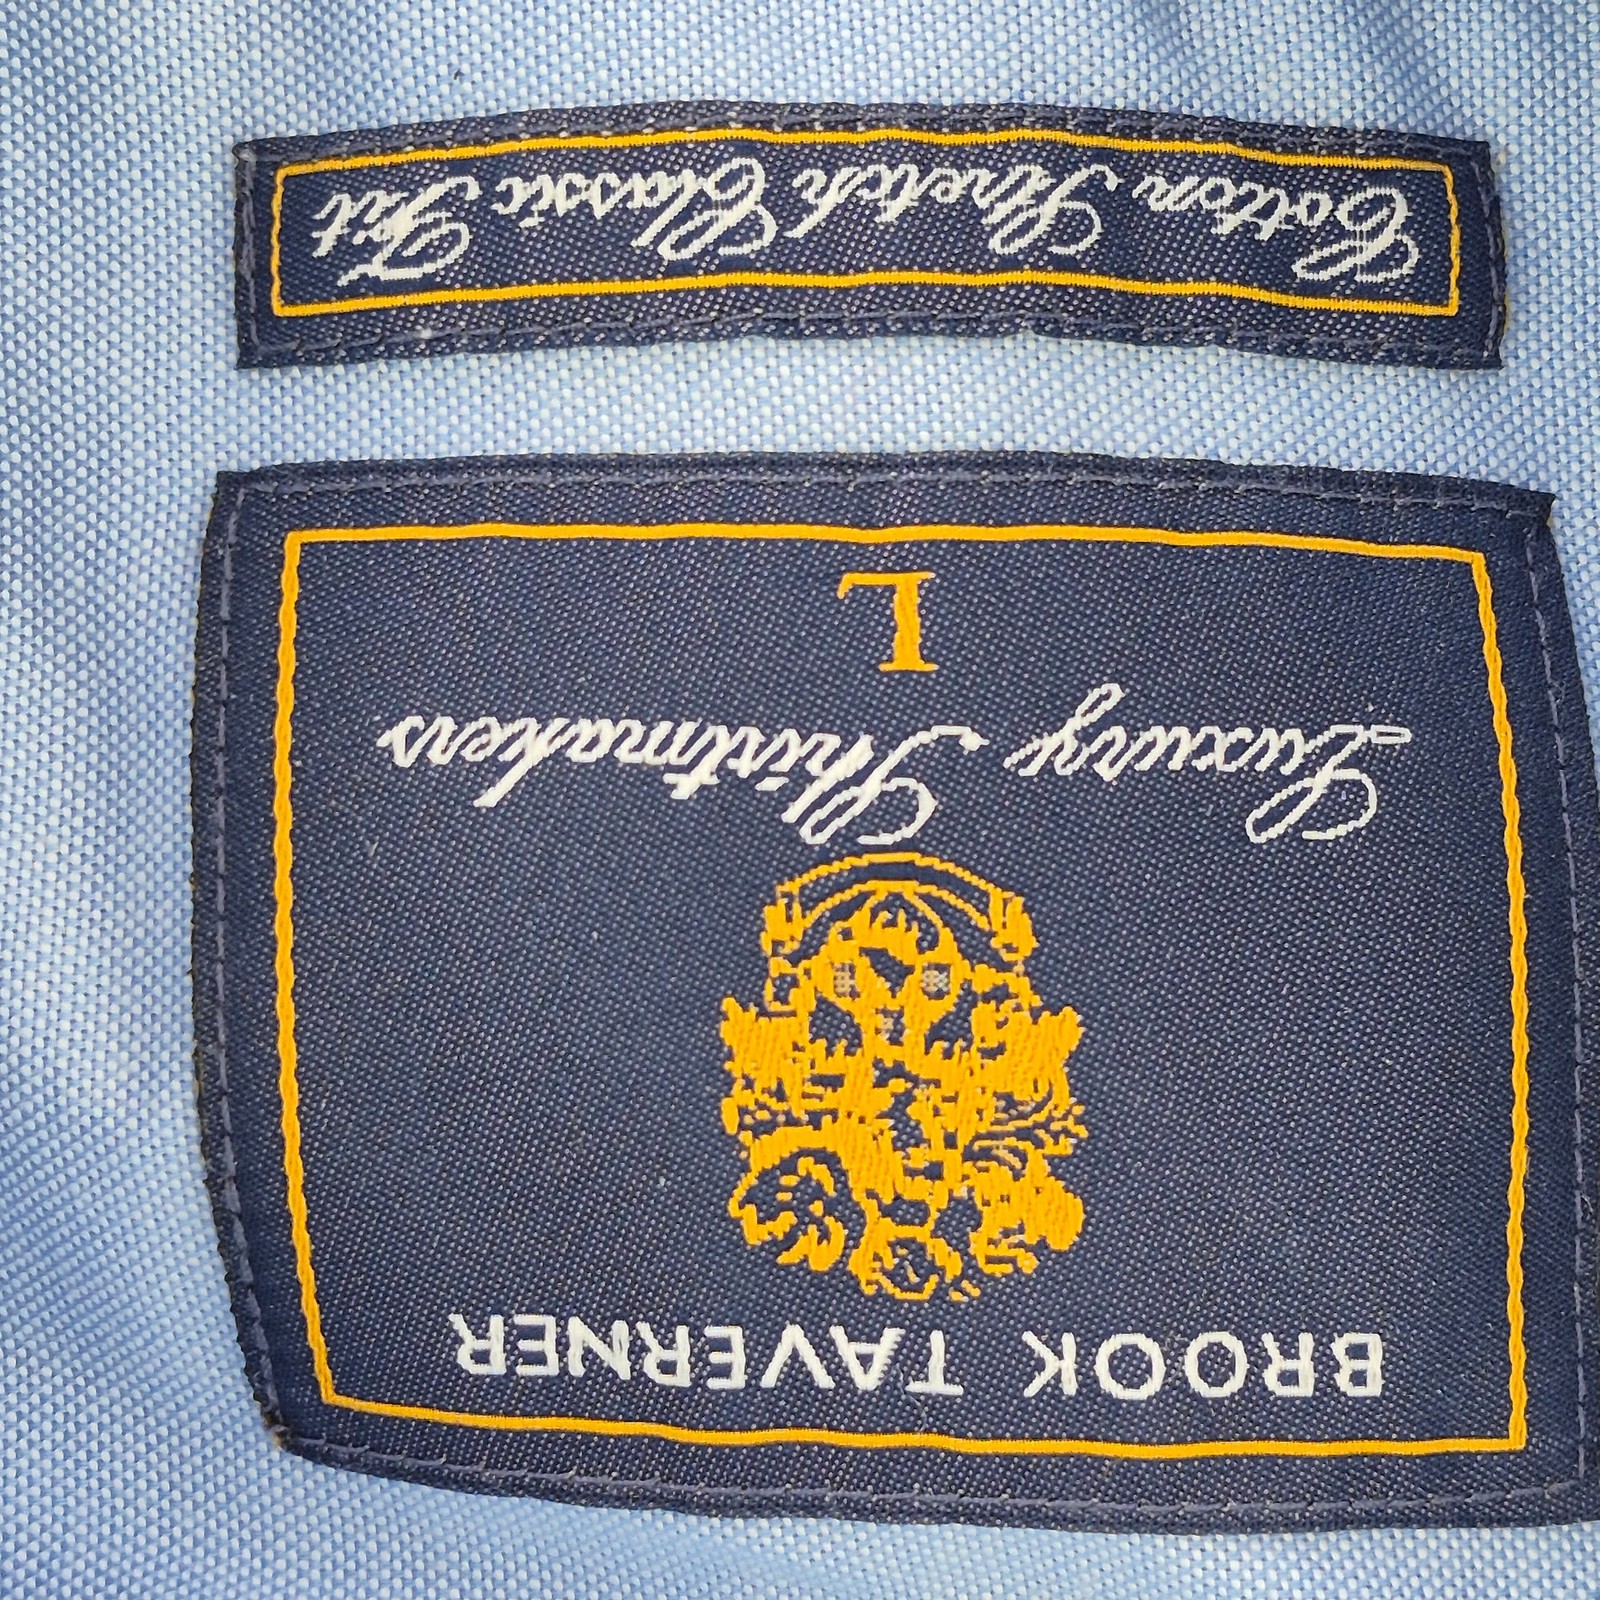 BROOK TAVERNER
Luxury Shirtmakers
L
Cotton Stretch Classic Fit